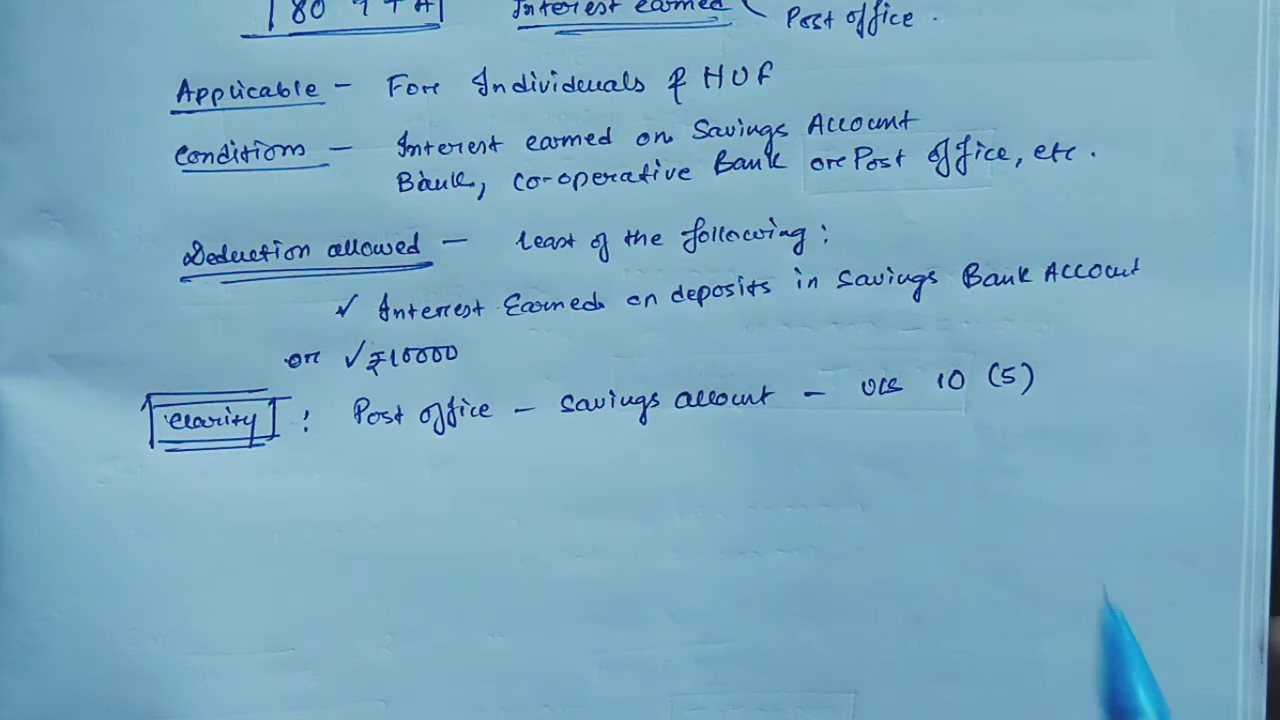 80 TTA Interest earned
Post office.
Applicable - For Individuals & HUF
Conditions - Interest earned on Savings Account
Bank, co-operative Bank or Post office, etc.
Deduction allowed - least of the following:
✓ Interest Earned on deposits in Savings Bank Account
or ✓ ₹10000
Clarity : Post office - Savings account - U/s 10 (5)